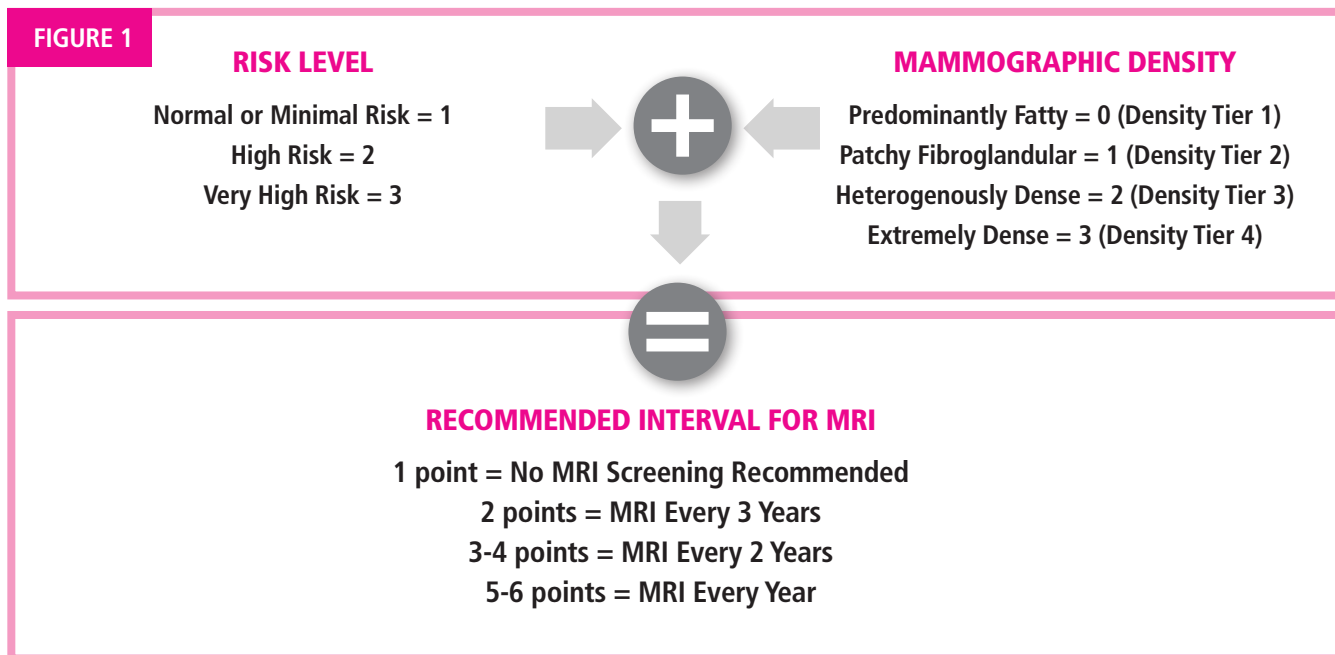 FIGURE 1
RISK LEVEL
Normal or Minimal Risk = 1
High Risk = 2
Very High Risk = 3
MAMMOGRAPHIC DENSITY
Predominantly Fatty = 0 (Density Tier 1)
Patchy Fibroglandular = 1 (Density Tier 2)
Heterogenously Dense = 2 (Density Tier 3)
Extremely Dense = 3 (Density Tier 4)
+
=
RECOMMENDED INTERVAL FOR MRI
1 point = No MRI Screening Recommended
2 points = MRI Every 3 Years
3-4 points = MRI Every 2 Years
5-6 points = MRI Every Year